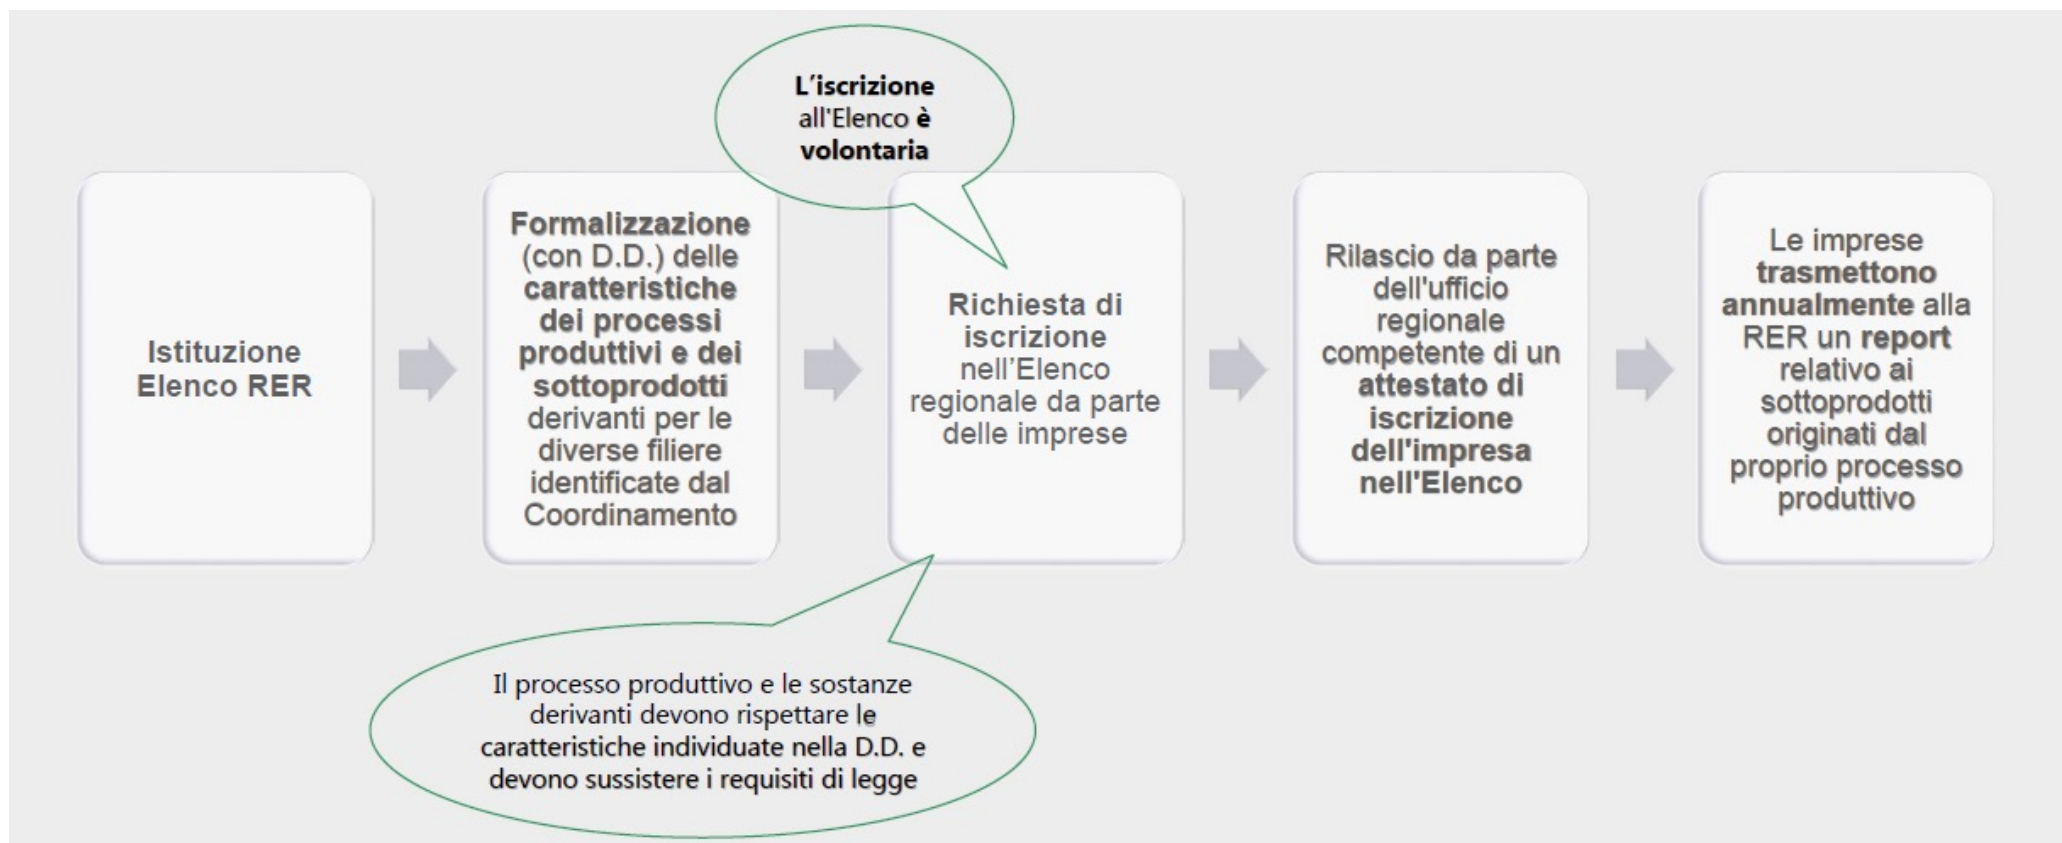 L’iscrizione
all'Elenco è
volontaria
Istituzione
Elenco RER
Formalizzazione
(con D.D.) delle
caratteristiche
dei processi
produttivi e dei
sottoprodotti
derivanti per le
diverse filiere
identificate dal
Coordinamento
Richiesta di
iscrizione
nell’Elenco
regionale da parte
delle imprese
Rilascio da parte
dell'ufficio
regionale
competente di un
attestato di
iscrizione
dell'impresa
nell'Elenco
Le imprese
trasmettono
annualmente alla
RER un report
relativo ai
sottoprodotti
originati dal
proprio processo
produttivo
Il processo produttivo e le sostanze
derivanti devono rispettare le
caratteristiche individuate nella D.D. e
devono sussistere i requisiti di legge